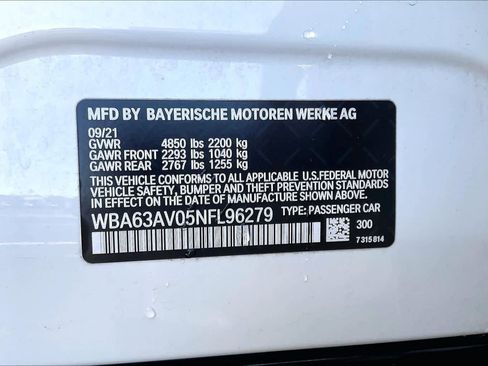 MFD BY BAYERISCHE MOTOREN WERKE AG
09/21
GVWR 4850 lbs 2200 kg
GAWR FRONT 2293 lbs 1040 kg
GAWR REAR 2767 lbs 1255 kg
THIS VEHICLE CONFORMS TO ALL APPLICABLE U.S.FEDERAL MOTOR
VEHICLE SAFETY, BUMPER AND THEFT PREVENTION STANDARDS
IN EFFECT ON THE DATE OF MANUFACTURE SHOWN ABOVE.
WBA63AV05NFL96279 TYPE: PASSENGER CAR
300
7 315 814